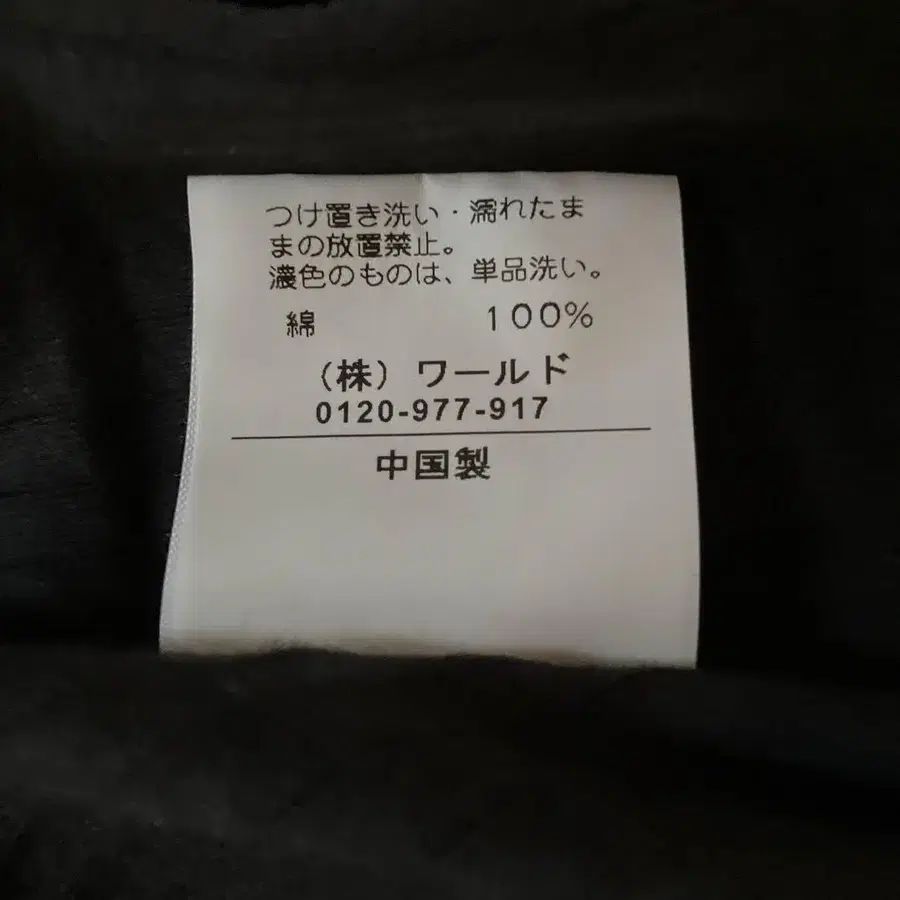 つけ置き洗い・濡れたま
まの放置禁止。
濃色のものは、単品洗い。
綿 100%
（株）ワールド
0120-977-917
中国製